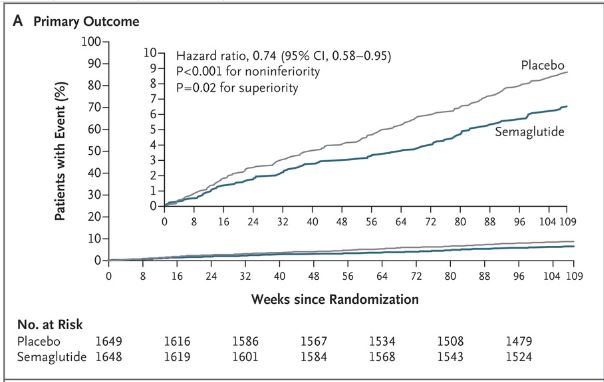 A Primary Outcome
Patients with Event (%)
100
90
80
70
60
50
40
30
20
10
0
10
9
8
7
6
5
4
3
2
1
0
Hazard ratio, 0.74 (95% CI, 0.58–0.95)
P<0.001 for noninferiority
P=0.02 for superiority
Placebo
Semaglutide
0 8 16 24 32 40 48 56 64 72 80 88 96 104 109
0 8 16 24 32 40 48 56 64 72 80 88 96 104 109
Weeks since Randomization
No. at Risk
Placebo 1649 1616 1586 1567 1534 1508 1479
Semaglutide 1648 1619 1601 1584 1568 1543 1524